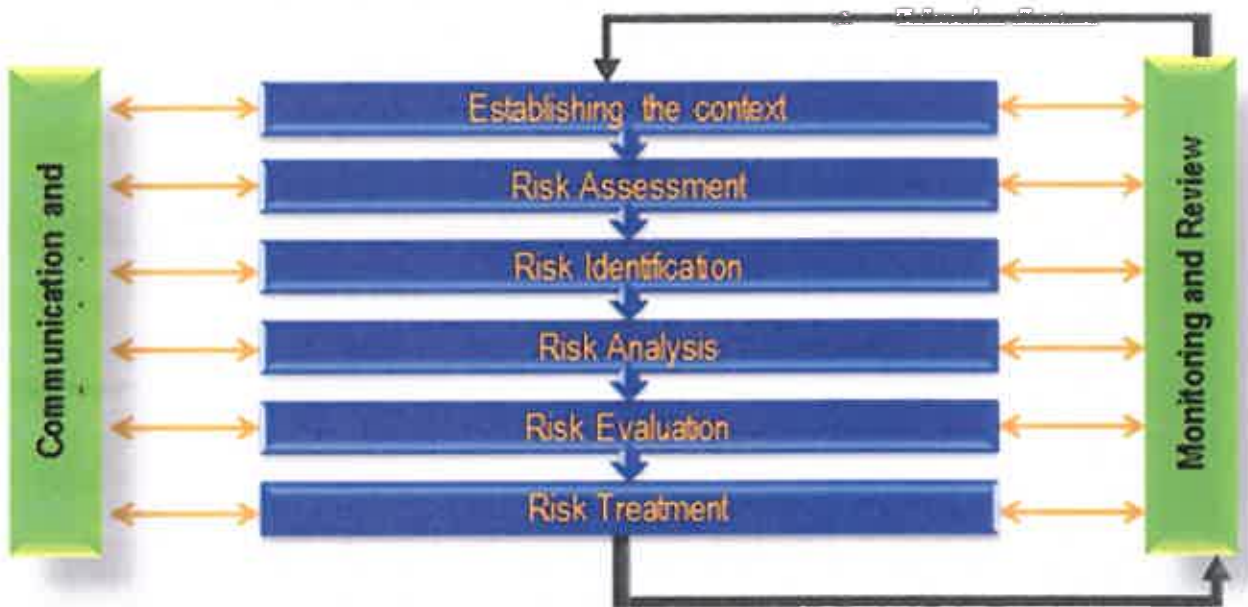 Establishing the context
Risk Assessment
Risk Identification
Risk Analysis
Risk Evaluation
Risk Treatment
Communication and
Monitoring and Review